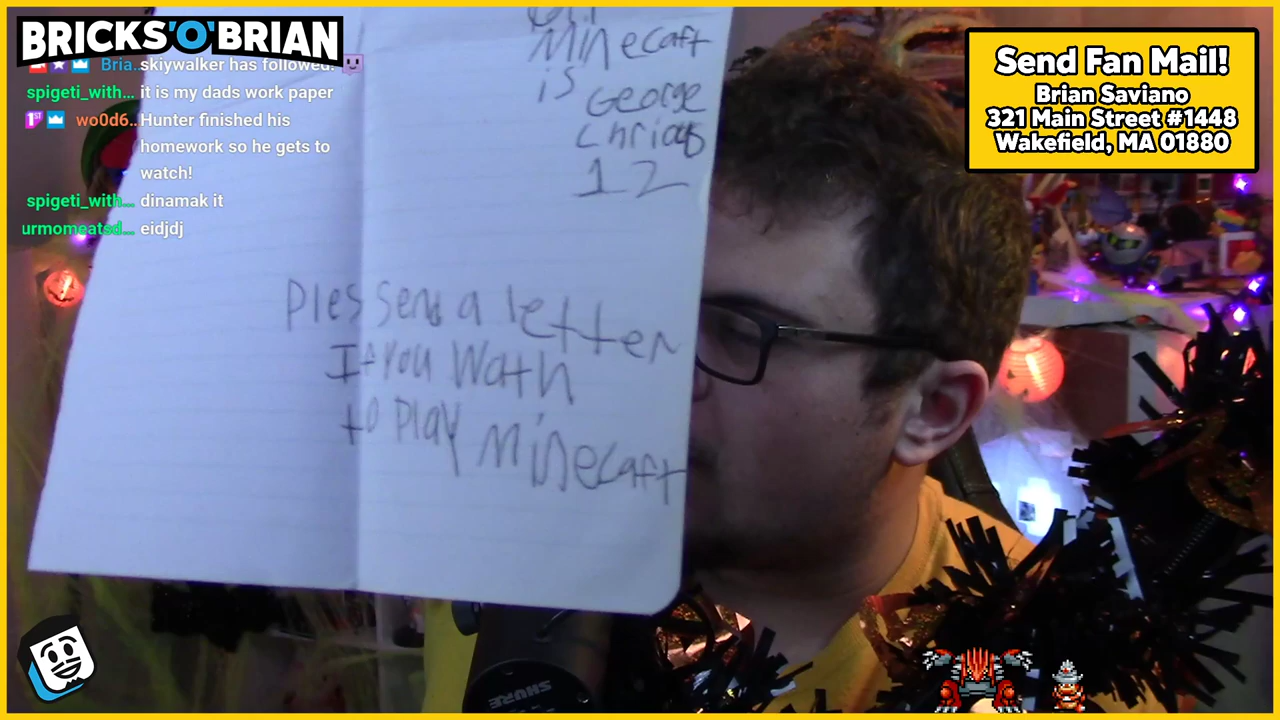 BRICKS'O'BRIAN
Bria.. skiywalker has followed!
spigeti_with... it is my dads work paper
1ST wo0d6.. Hunter finished his
homework so he gets to
watch!
spigeti_with... dinamak it
urmomeatsd... eidjdj
Send Fan Mail!
Brian Saviano
321 Main Street #1448
Wakefield, MA 01880
Minecaft
is George
12
Ples Send a letter
If you Wath
to Play Minecaft
SHURE